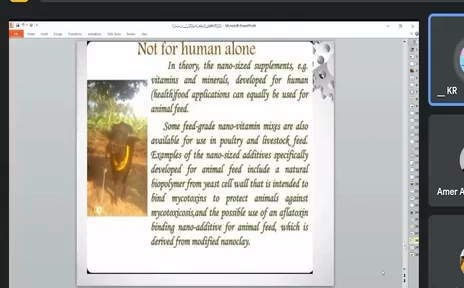 Microsoft PowerPoint
Not for human alone
In theory, the nano-sized supplements, e.g.
vitamins and minerals, developed for human
(health)food applications can equally be used for
animal feed.
Some feed-grade nano-vitamin mixes are also
available for use in poultry and livestock feed.
Examples of the nano-sized additives specifically
developed for animal feed include a natural
biopolymer from yeast cell wall that is intended to
bind mycotoxins to protect animals against
mycotoxicosis,and the possible use of an aflatoxin
binding nano-additive for animal feed, which is
derived from modified nanoclay.
KR
Amer A